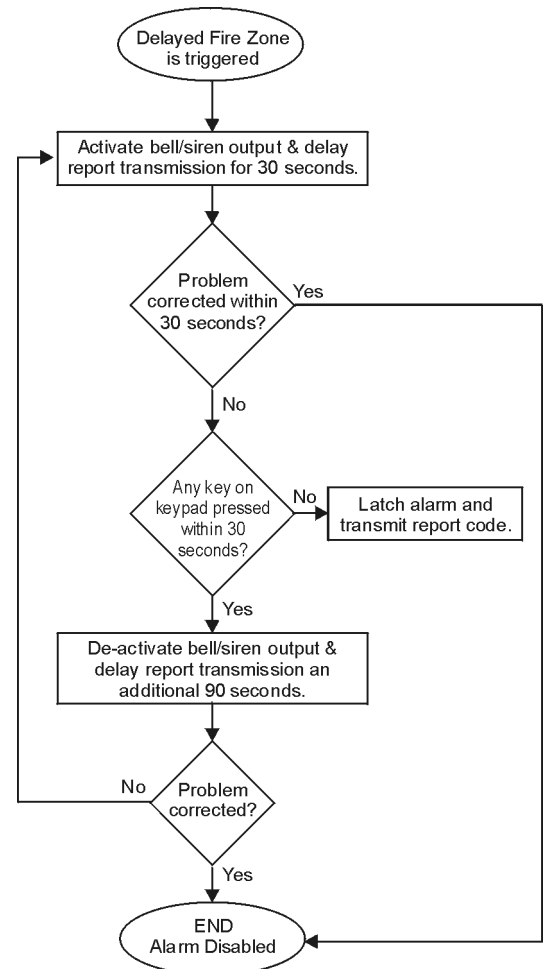 Delayed Fire Zone
is triggered
Activate bell/siren output & delay
report transmission for 30 seconds.
Problem
corrected within
30 seconds?
Yes
No
Any key on
keypad pressed
within 30
seconds?
No
Latch alarm and
transmit report code.
Yes
De-activate bell/siren output &
delay report transmission an
additional 90 seconds.
No
Problem
corrected?
Yes
END
Alarm Disabled